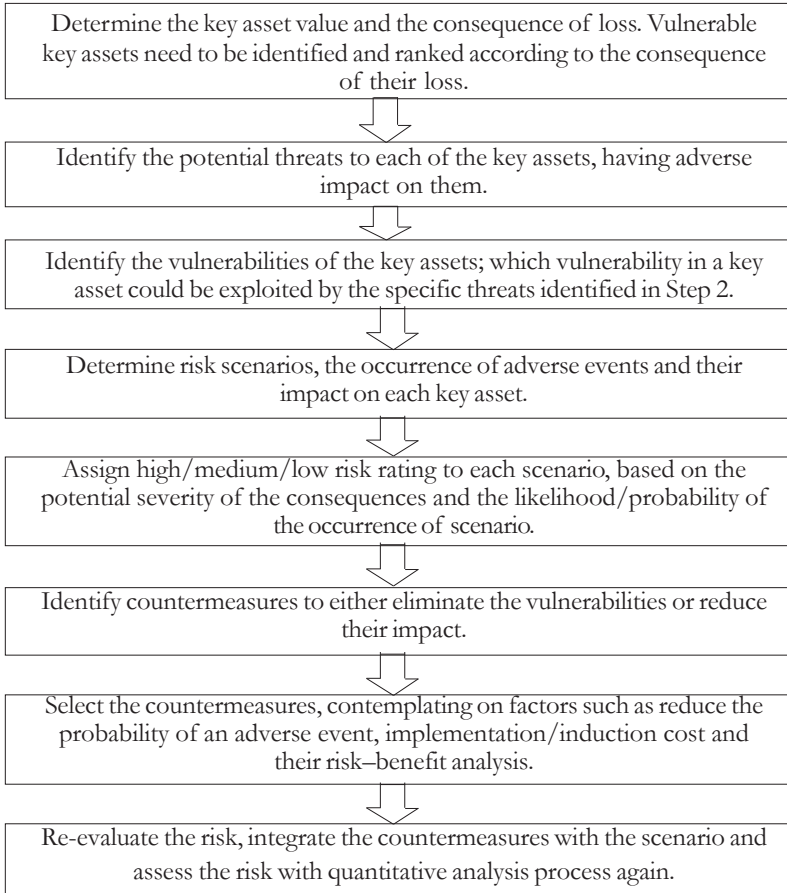 Determine the key asset value and the consequence of loss. Vulnerable
key assets need to be identified and ranked according to the consequence
of their loss.
Identify the potential threats to each of the key assets, having adverse
impact on them.
Identify the vulnerabilities of the key assets; which vulnerability in a key
asset could be exploited by the specific threats identified in Step 2.
Determine risk scenarios, the occurrence of adverse events and their
impact on each key asset.
Assign high/medium/low risk rating to each scenario, based on the
potential severity of the consequences and the likelihood/probability of
the occurrence of scenario.
Identify countermeasures to either eliminate the vulnerabilities or reduce
their impact.
Select the countermeasures, contemplating on factors such as reduce the
probability of an adverse event, implementation/induction cost and
their risk–benefit analysis.
Re-evaluate the risk, integrate the countermeasures with the scenario and
assess the risk with quantitative analysis process again.